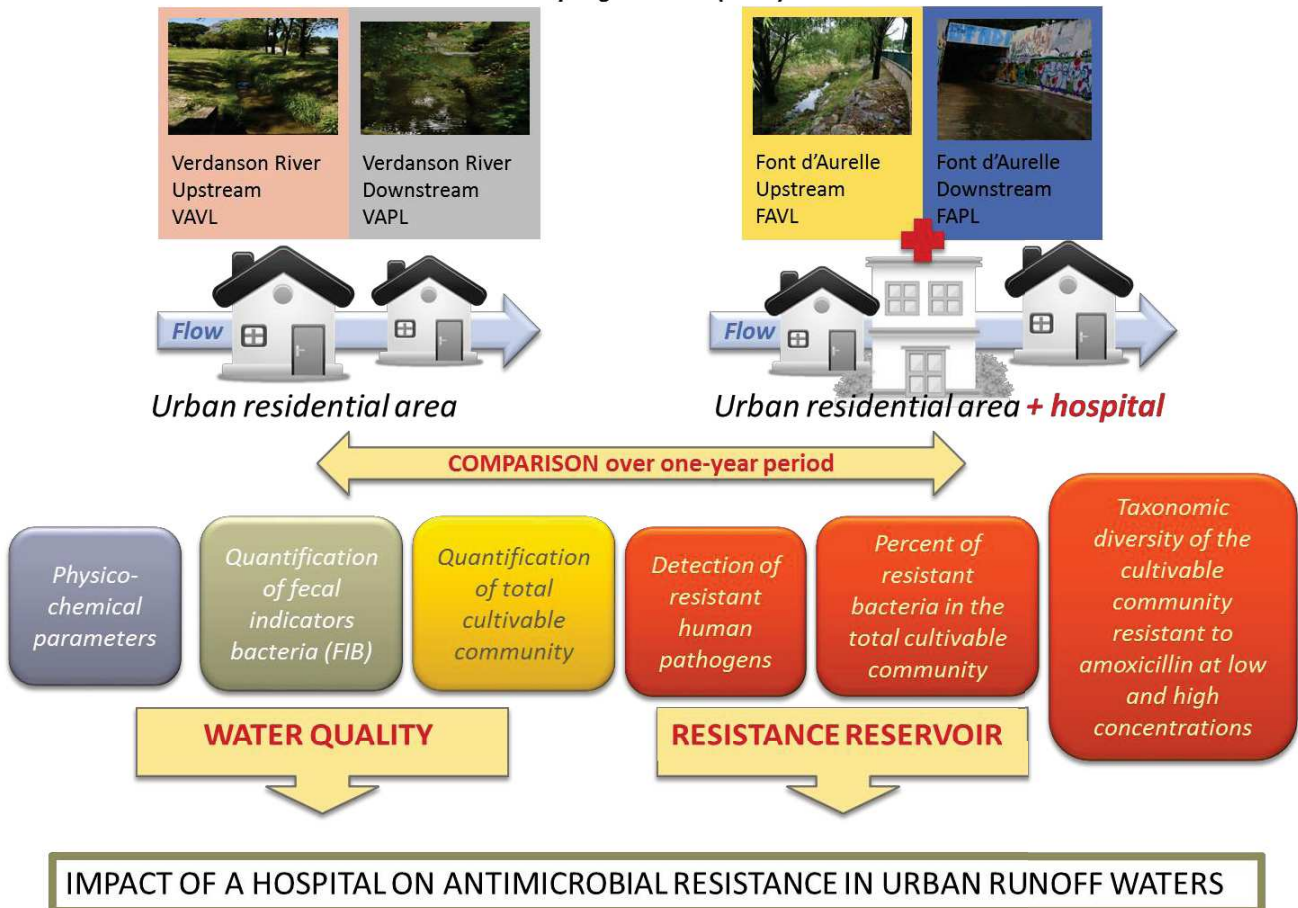 Verdanson River
Upstream
VAVL
Verdanson River
Downstream
VAPL
Font d’Aurelle
Upstream
FAVL
Font d’Aurelle
Downstream
FAPL
Flow
Flow
Urban residential area
Urban residential area + hospital
COMPARISON over one-year period
Physico-
chemical
parameters
Quantification
of fecal
indicators
bacteria (FIB)
Quantification
of total
cultivable
community
Detection of
resistant
human
pathogens
Percent of
resistant
bacteria in the
total cultivable
community
Taxonomic
diversity of the
cultivable
community
resistant to
amoxicillin at low
and high
concentrations
WATER QUALITY
RESISTANCE RESERVOIR
IMPACT OF A HOSPITAL ON ANTIMICROBIAL RESISTANCE IN URBAN RUNOFF WATERS